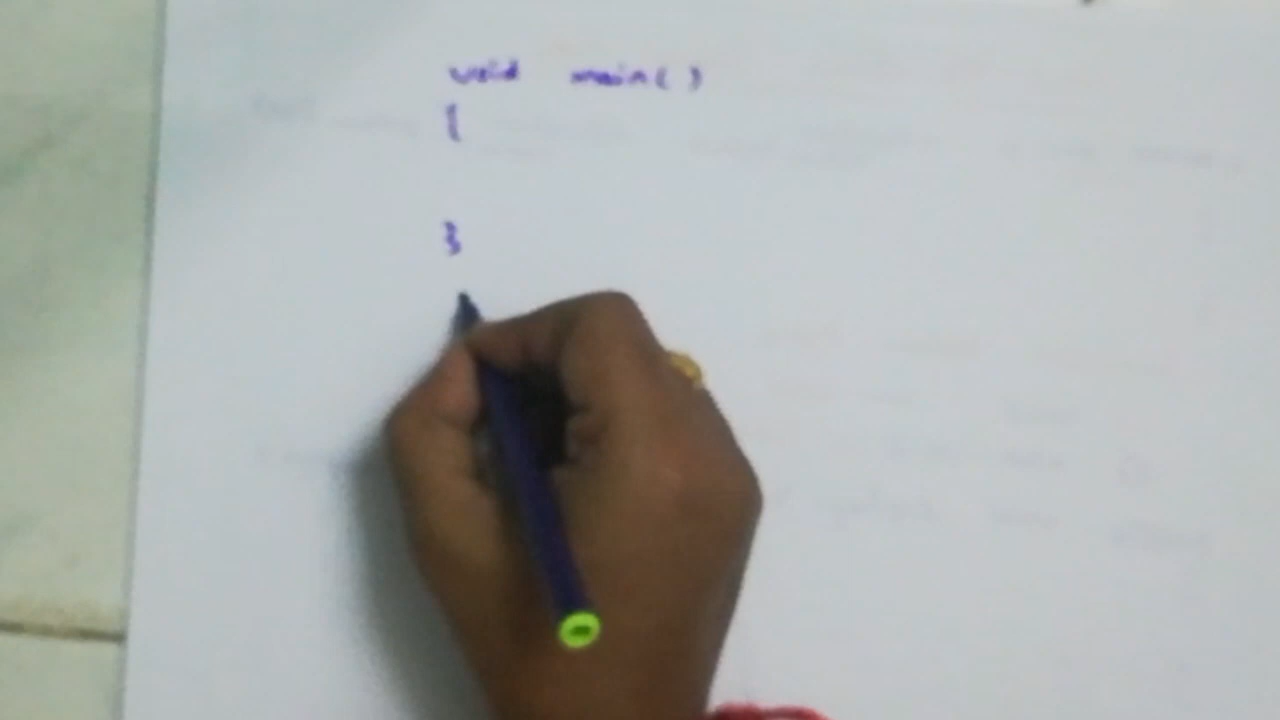 void main( )
{
}